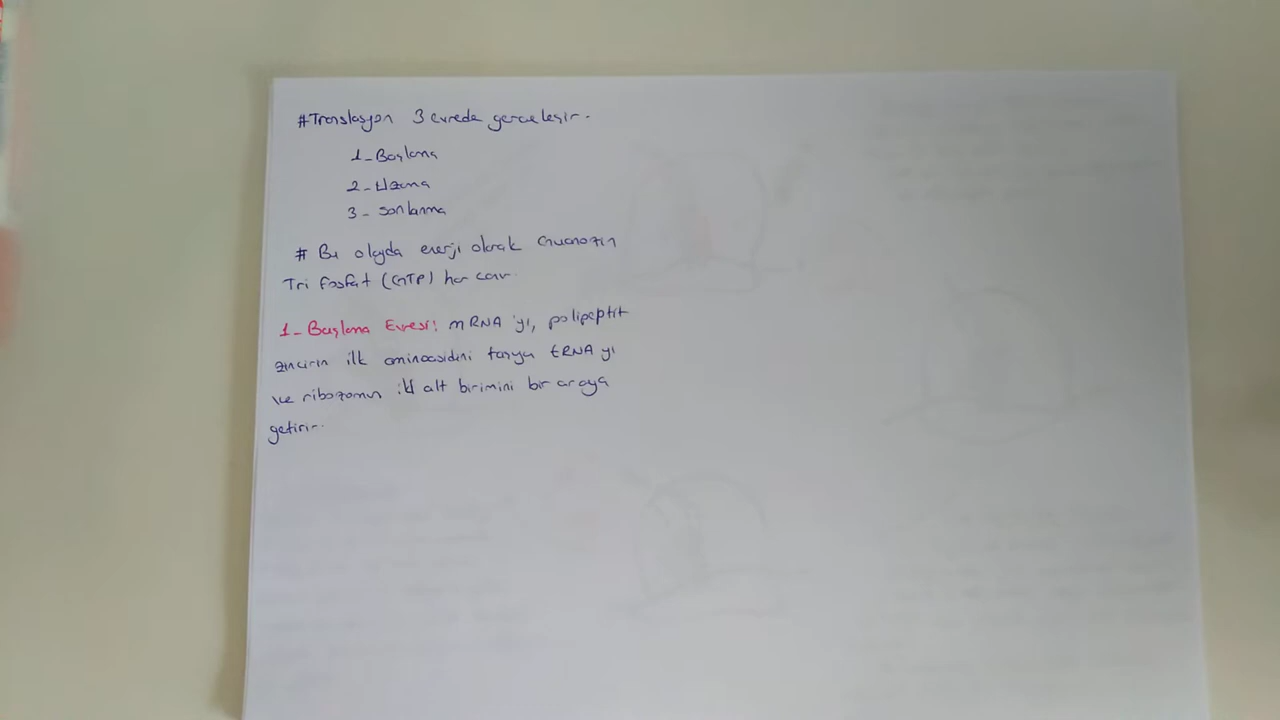 #Translasyon 3 evrede gerçekleşir.
1-Başlama
2-Uzama
3- Sonlanma
# Bu olayda enerji olarak Guanozin
Tri fosfat (GTP) harcanır.
1- Başlama Evresi: mRNA'yı, polipeptit
zincirin ilk aminoasidini taşıyan tRNA yı
ve ribozomun iki alt birimini bir araya
getirir.